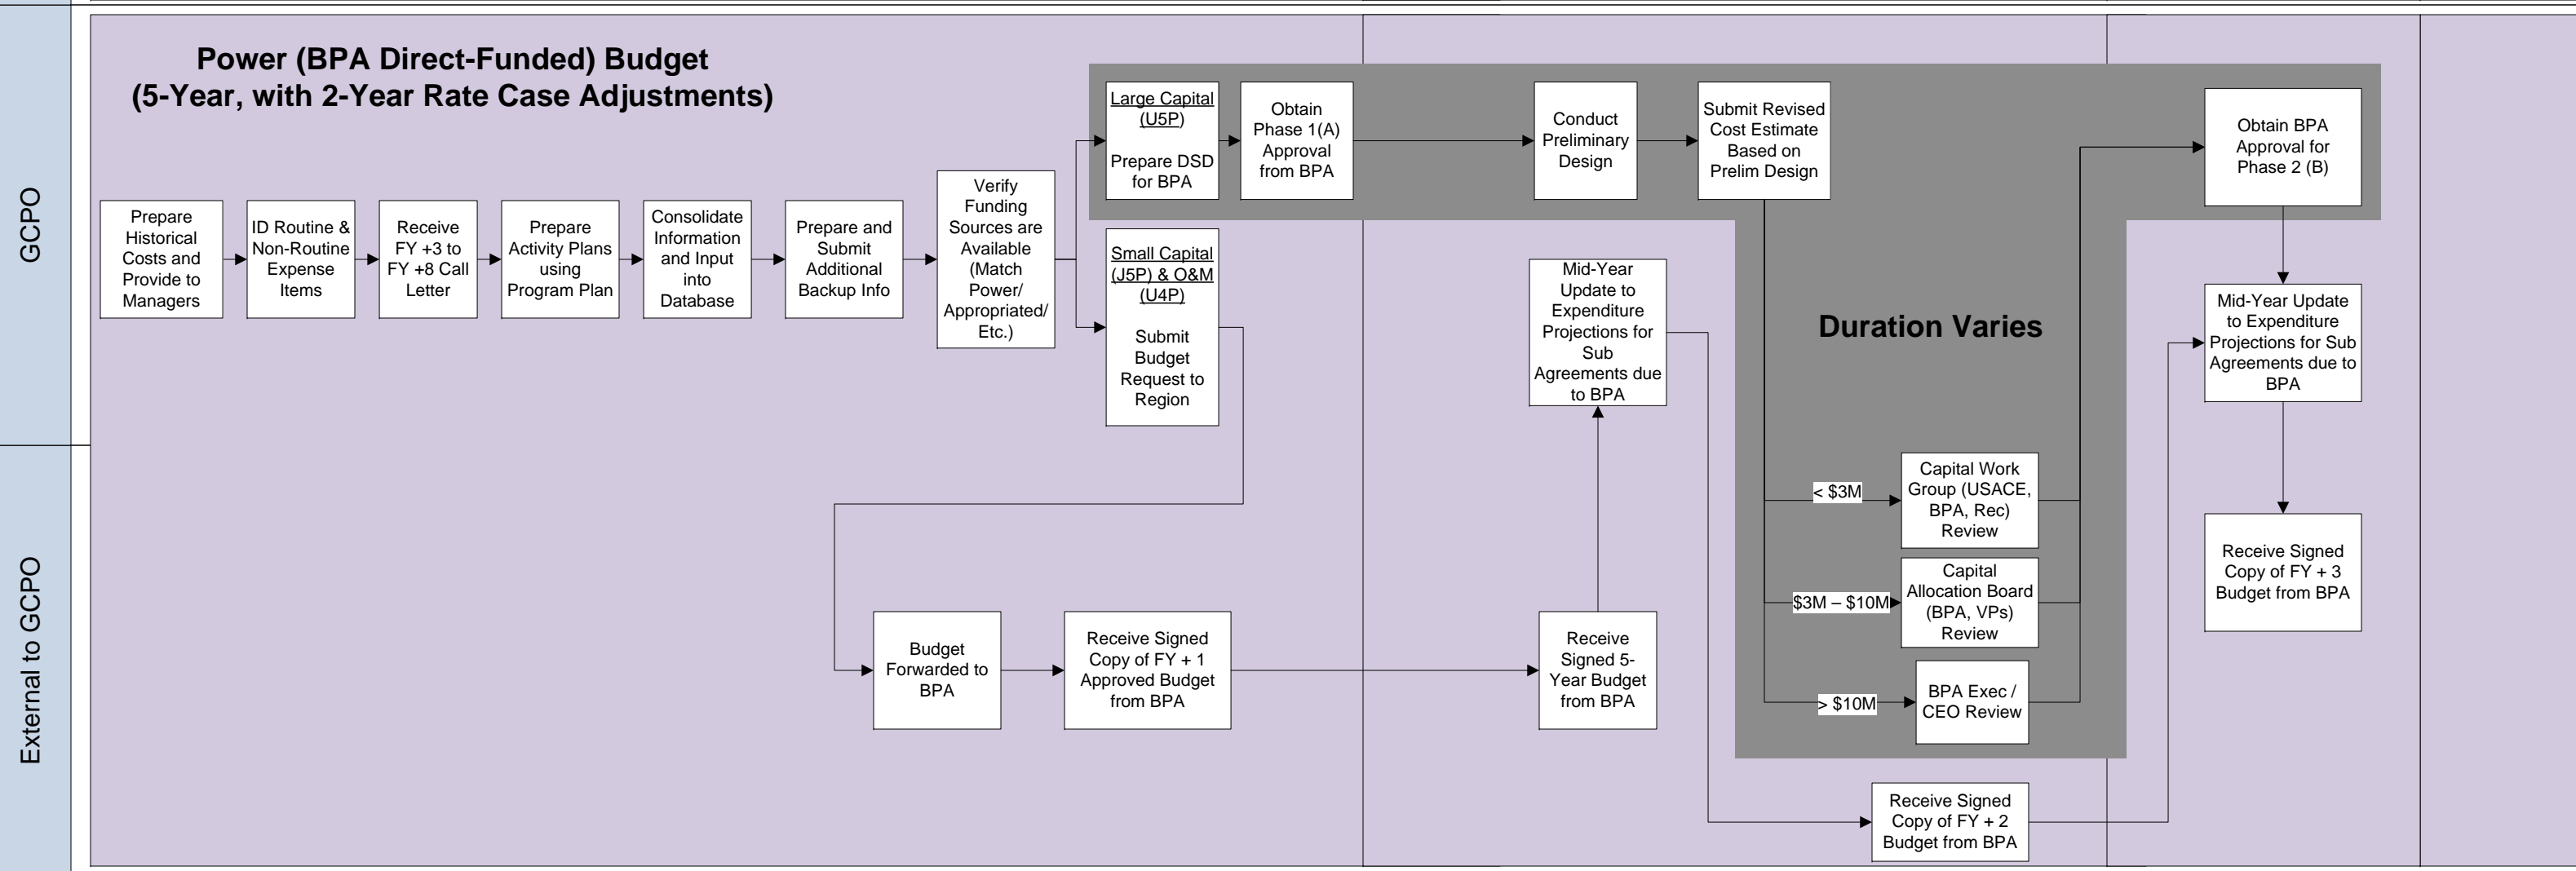 Power (BPA Direct-Funded) Budget
(5-Year, with 2-Year Rate Case Adjustments)
GCPO
External to GCPO
Prepare
Historical
Costs and
Provide to
Managers
ID Routine &
Non-Routine
Expense
Items
Receive
FY +3 to
FY +8 Call
Letter
Prepare
Activity Plans
using
Program Plan
Consolidate
Information
and Input
into
Database
Prepare and
Submit
Additional
Backup Info
Verify
Funding
Sources are
Available
(Match
Power/
Appropriated/
Etc.)
Large Capital
(U5P)
Prepare DSD
for BPA
Obtain
Phase 1(A)
Approval
from BPA
Conduct
Preliminary
Design
Submit Revised
Cost Estimate
Based on
Prelim Design
Small Capital
(J5P) & O&M
(U4P)
Submit
Budget
Request to
Region
Budget
Forwarded to
BPA
Receive Signed
Copy of FY + 1
Approved Budget
from BPA
Receive
Signed 5-
Year Budget
from BPA
Mid-Year
Update to
Expenditure
Projections for
Sub
Agreements due
to BPA
Duration Varies
< $3M
Capital Work
Group (USACE,
BPA, Rec)
Review
$3M – $10M
Capital
Allocation Board
(BPA, VPs)
Review
> $10M
BPA Exec /
CEO Review
Receive Signed
Copy of FY + 2
Budget from BPA
Obtain BPA
Approval for
Phase 2 (B)
Mid-Year Update
to Expenditure
Projections for Sub
Agreements due to
BPA
Receive Signed
Copy of FY + 3
Budget from BPA